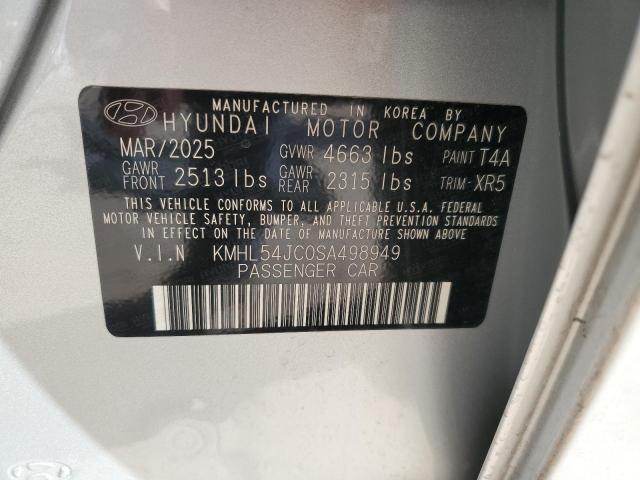 MANUFACTURED IN KOREA BY
HYUNDAI MOTOR COMPANY
MAR/2025 GVWR 4663 lbs PAINT T4A
GAWR FRONT 2513 lbs GAWR REAR 2315 lbs TRIM-XR5
THIS VEHICLE CONFORMS TO ALL APPLICABLE U.S.A. FEDERAL
MOTOR VEHICLE SAFETY, BUMPER, AND THEFT PREVENTION STANDARDS
IN EFFECT ON THE DATE OF MANUFACTURE SHOWN ABOVE
V.I.N KMHL54JC0SA498949
PASSENGER CAR